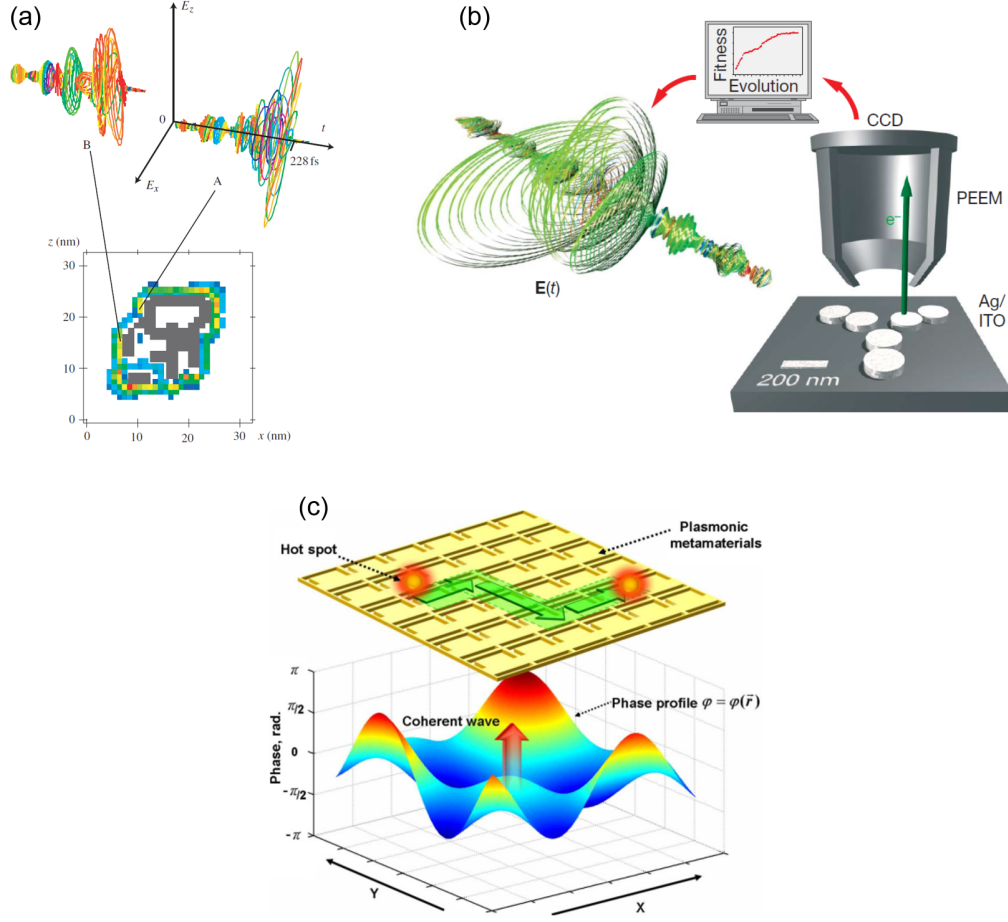 (a)
E_z
0
t
228 fs
E_x
B
A
z (nm)
30
20
10
0
0
10
20
30
x (nm)
(b)
Fitness
Evolution
CCD
PEEM
e⁻
E(t)
Ag/
ITO
200 nm
(c)
Hot spot
Plasmonic
metamaterials
Phase profile φ = φ(r⃗)
Coherent wave
Phase, rad.
π
π/2
0
-π/2
-π
Y
X